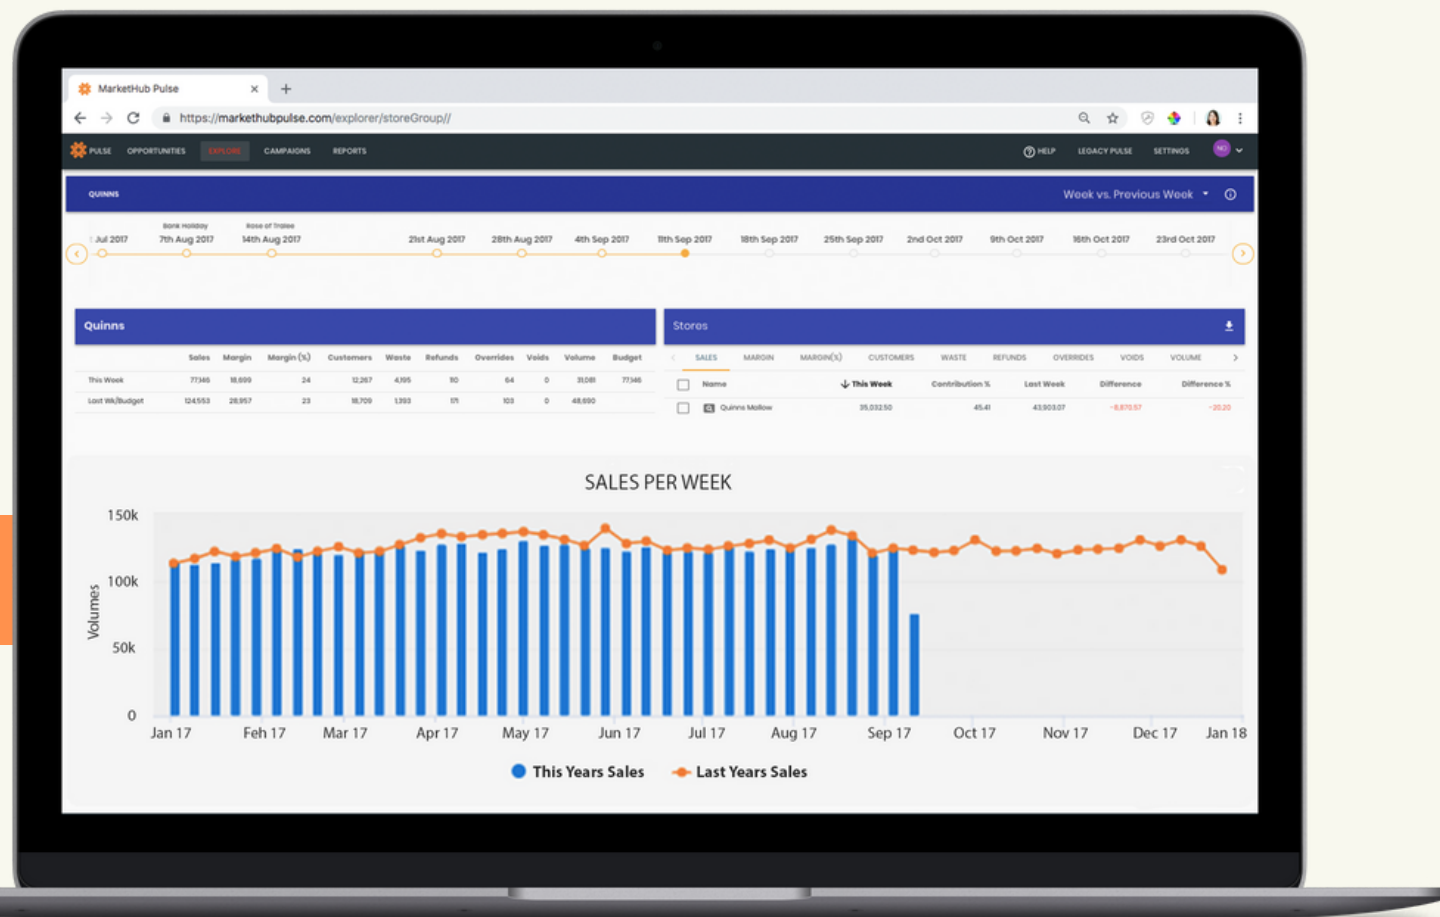 MarketHub Pulse
https://markethubpulse.com/explorer/storeGroup//
PULSE OPPORTUNITIES EXPLORE CAMPAIGNS REPORTS HELP LEGACY PULSE SETTINGS NO
QUINNS Week vs. Previous Week
Bank Holiday Rose of Tralee
Jul 2017 7th Aug 2017 14th Aug 2017 21st Aug 2017 28th Aug 2017 4th Sep 2017 11th Sep 2017 18th Sep 2017 25th Sep 2017 2nd Oct 2017 9th Oct 2017 16th Oct 2017 23rd Oct 2017
Quinns
Sales Margin Margin (%) Customers Waste Refunds Overrides Voids Volume Budget
This Week 77,146 18,699 24 12,267 4,195 110 64 0 31,081 77,146
Last Wk/Budget 124,553 28,957 23 18,709 1,393 171 103 0 48,690
Stores
SALES MARGIN MARGIN(%) CUSTOMERS WASTE REFUNDS OVERRIDES VOIDS VOLUME
Name This Week Contribution % Last Week Difference Difference %
Quinns Mallow 35,032.50 45.41 43,903.07 -8,870.57 -20.20
SALES PER WEEK
150k
100k
50k
0
Volumes
Jan 17 Feh 17 Mar 17 Apr 17 May 17 Jun 17 Jul 17 Aug 17 Sep 17 Oct 17 Nov 17 Dec 17 Jan 18
This Years Sales Last Years Sales